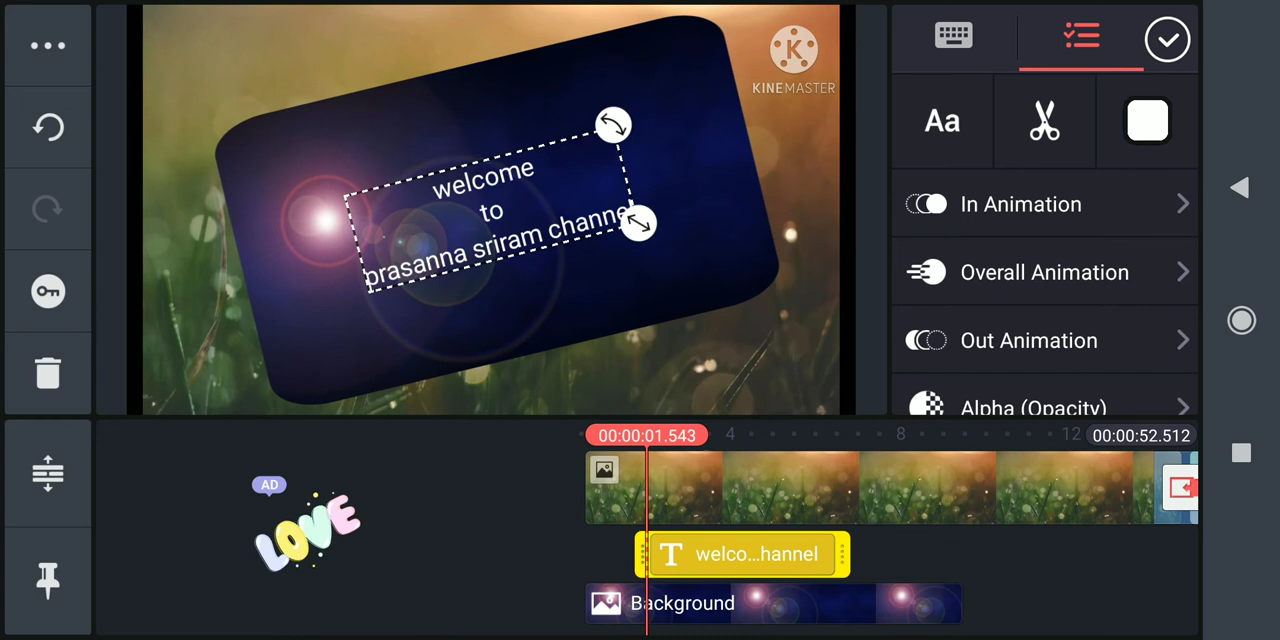 KINEMASTER
welcome
to
prasanna sriram channel
Aa
In Animation
Overall Animation
Out Animation
Alpha (Opacity)
00:00:01.543
4
8
12
00:00:52.512
AD
LOVE
T welco...hannel
Background